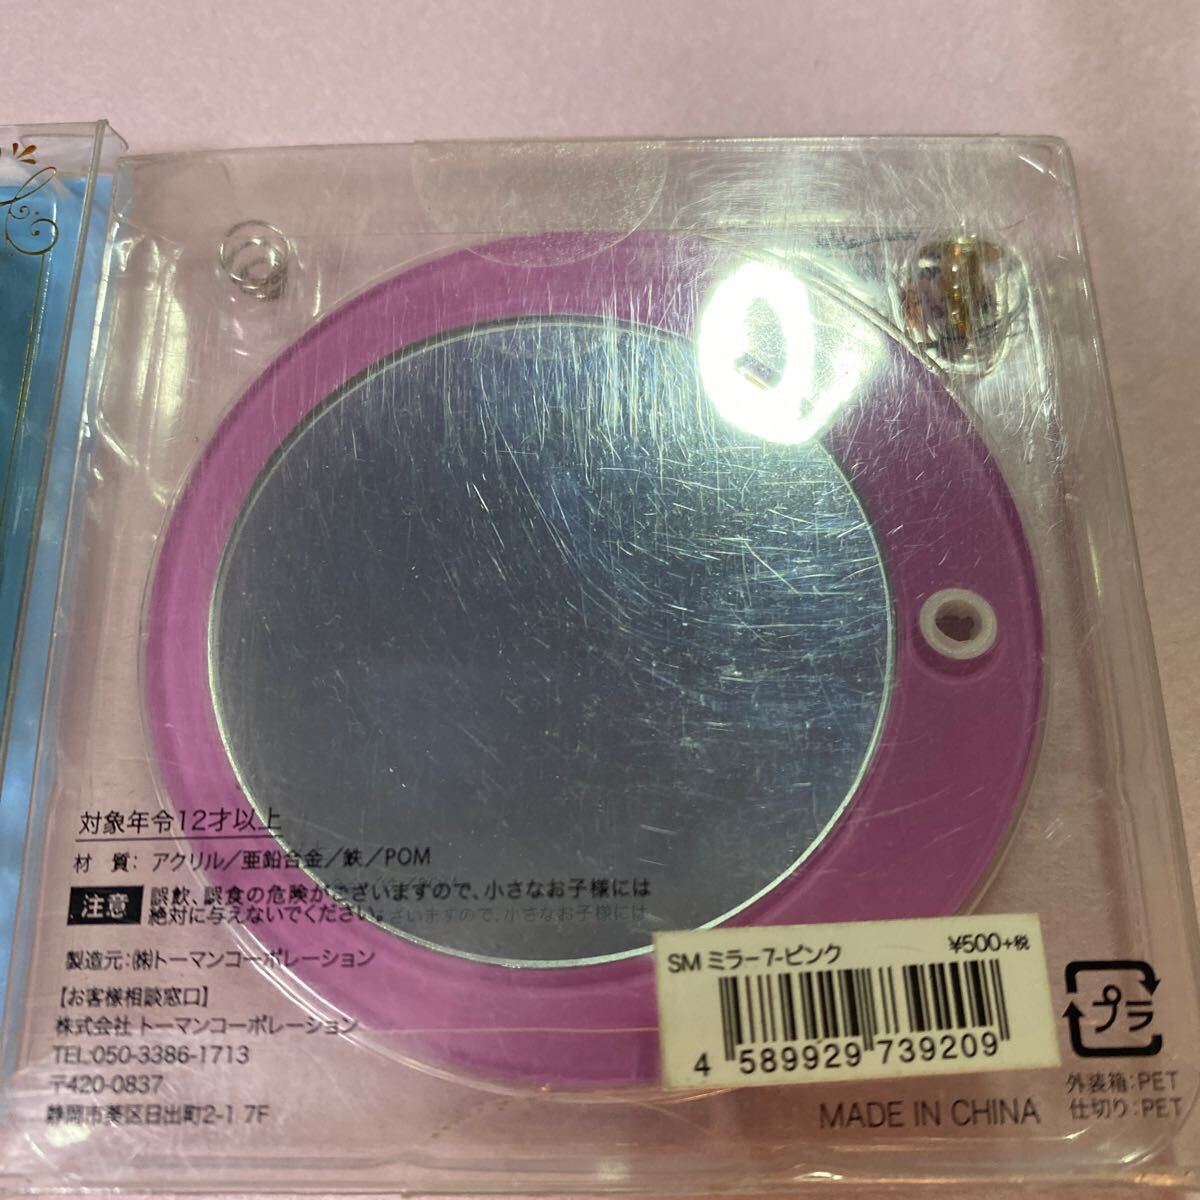 対象年令12才以上
材 質: アクリル／亜鉛合金／鉄／POM
注意 誤飲、誤食の危険がございますので、小さなお子様には
絶対に与えないでください。
製造元:㈱トーマンコーポレーション
【お客様相談窓口】
株式会社 トーマンコーポレーション
TEL:050-3386-1713
〒420-0837
静岡市葵区日出町2-1 7F
SM ミラー7-ピンク ¥500+税
4 589929 739209
MADE IN CHINA
プラ
外装箱:PET
仕切り:PET